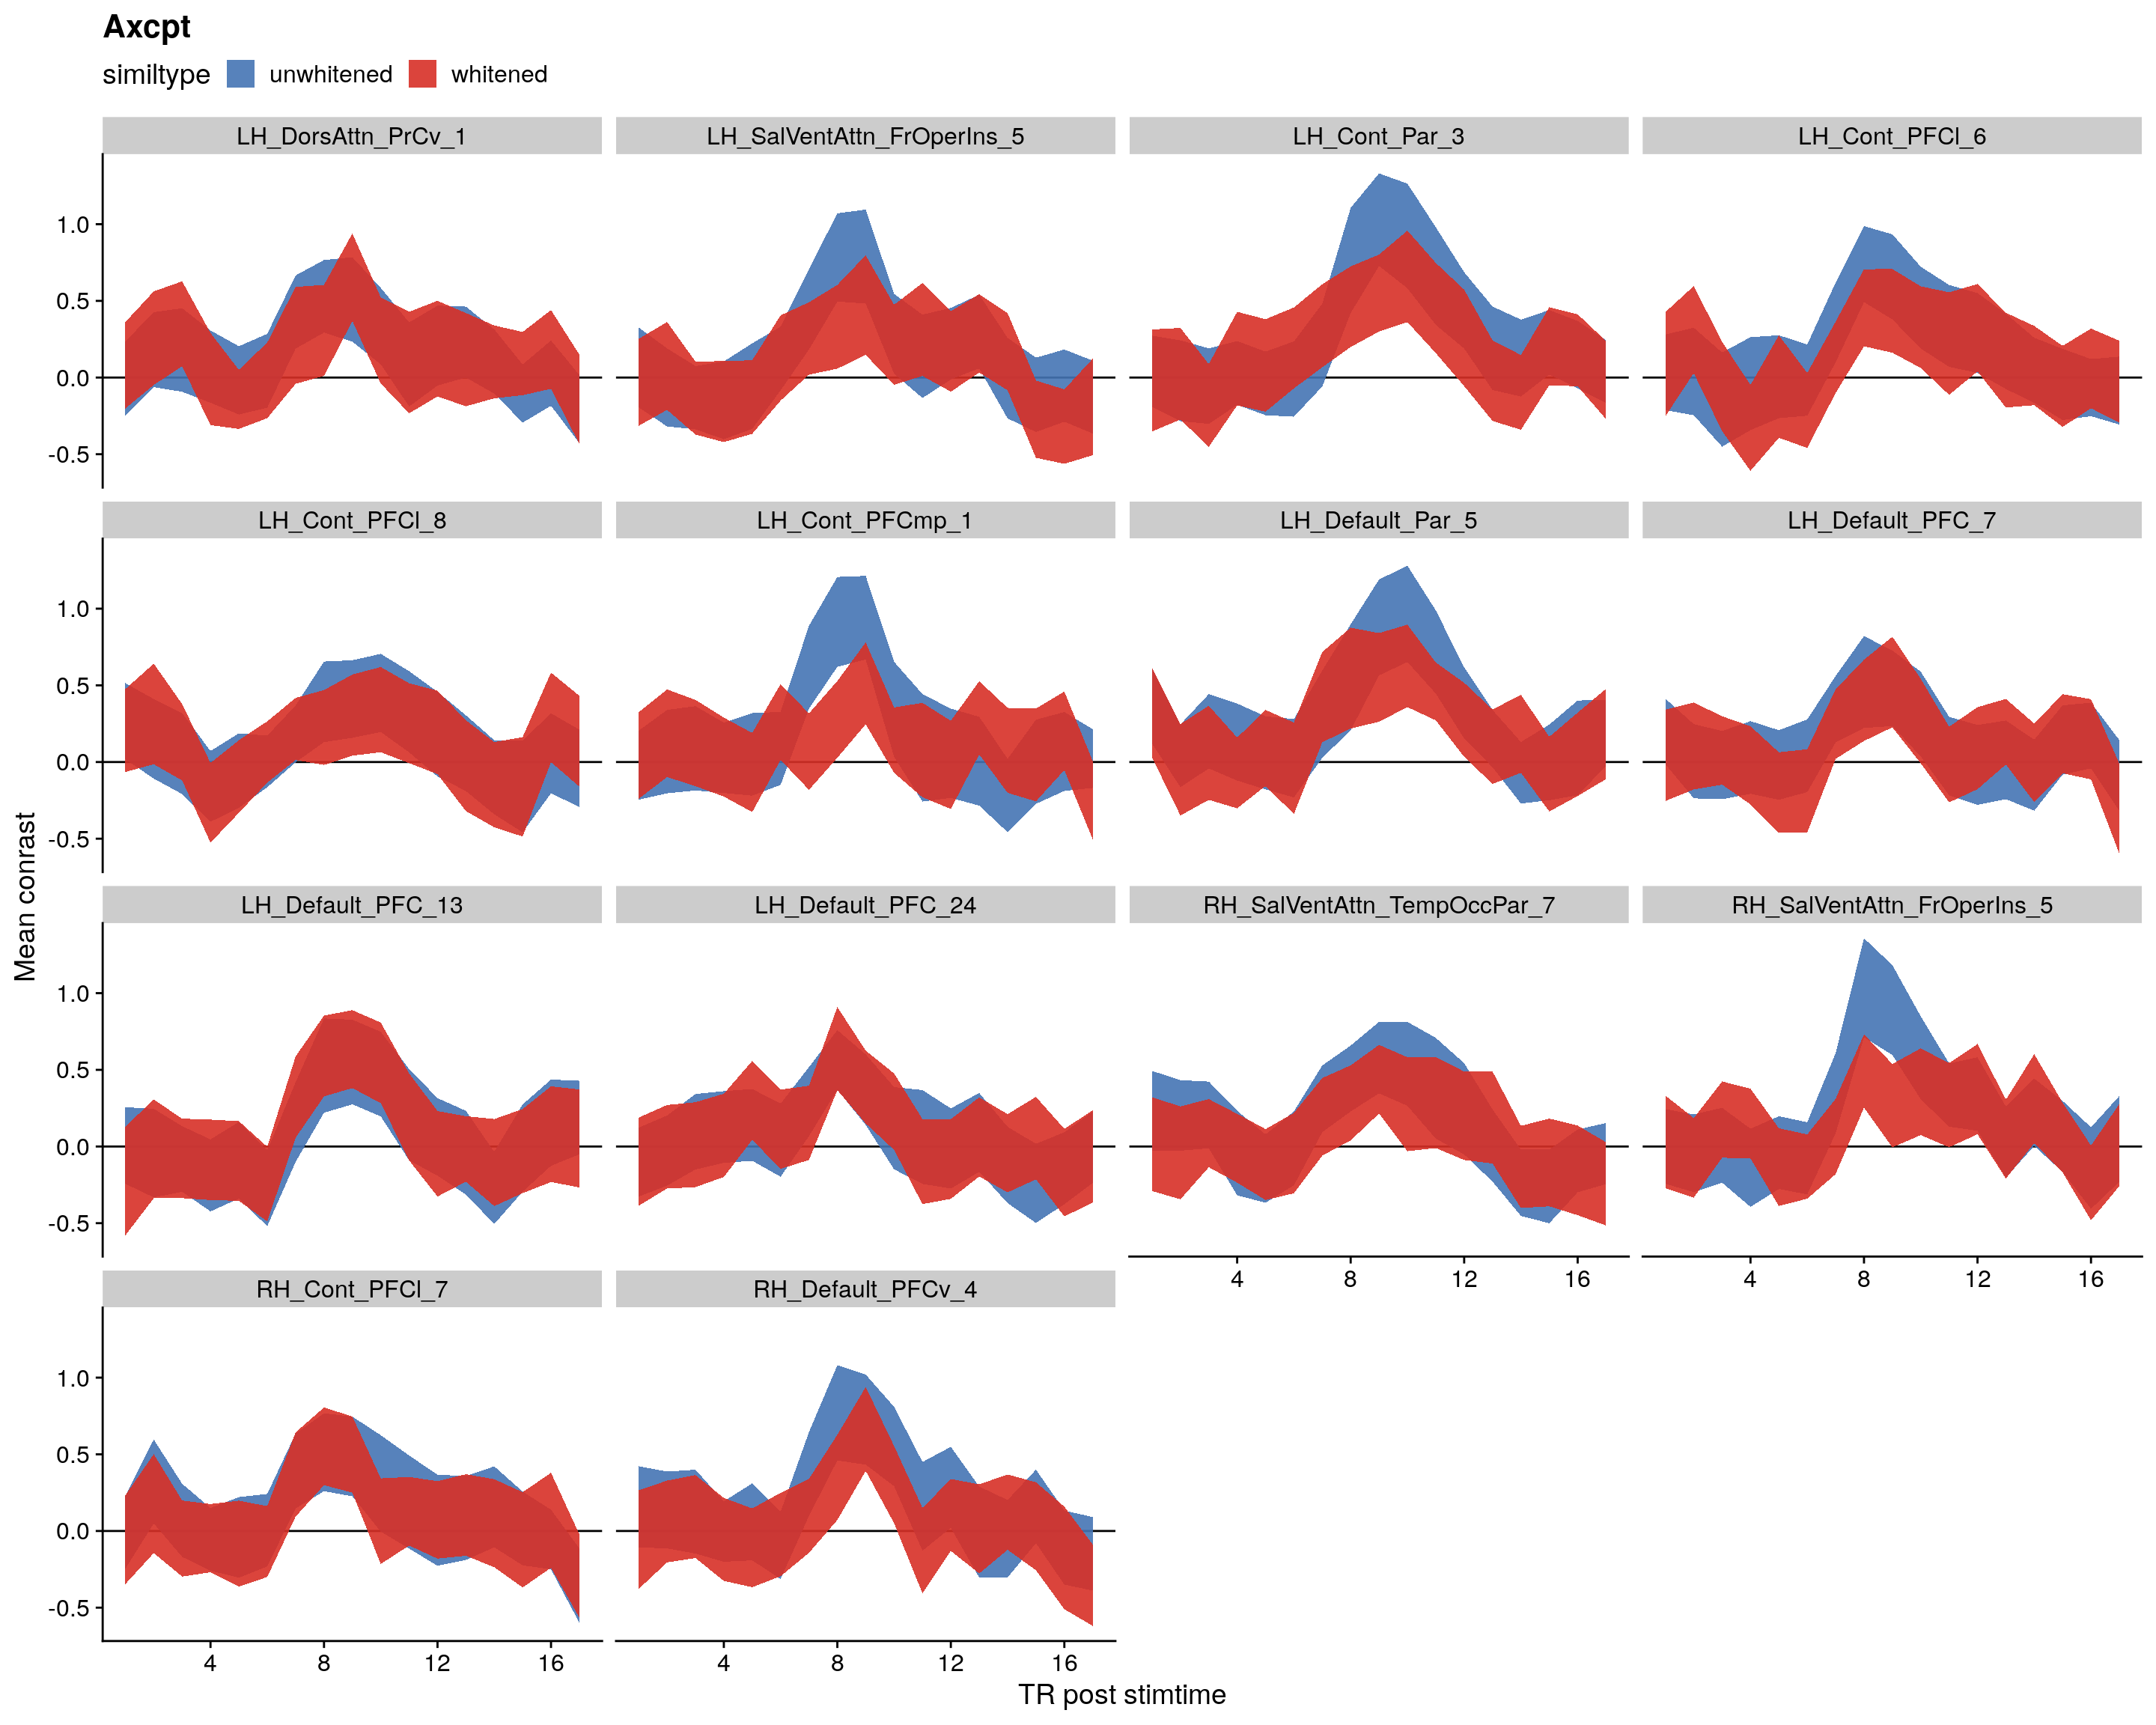 Axcpt
similtype unwhitened whitened
LH_DorsAttn_PrCv_1 LH_SalVentAttn_FrOperIns_5 LH_Cont_Par_3 LH_Cont_PFCl_6
1.0
0.5
0.0
-0.5
LH_Cont_PFCl_8 LH_Cont_PFCmp_1 LH_Default_Par_5 LH_Default_PFC_7
1.0
0.5
0.0
-0.5
Mean conrast
LH_Default_PFC_13 LH_Default_PFC_24 RH_SalVentAttn_TempOccPar_7 RH_SalVentAttn_FrOperIns_5
1.0
0.5
0.0
-0.5
4 8 12 16 4 8 12 16
RH_Cont_PFCl_7 RH_Default_PFCv_4
1.0
0.5
0.0
-0.5
4 8 12 16 4 8 12 16
TR post stimtime